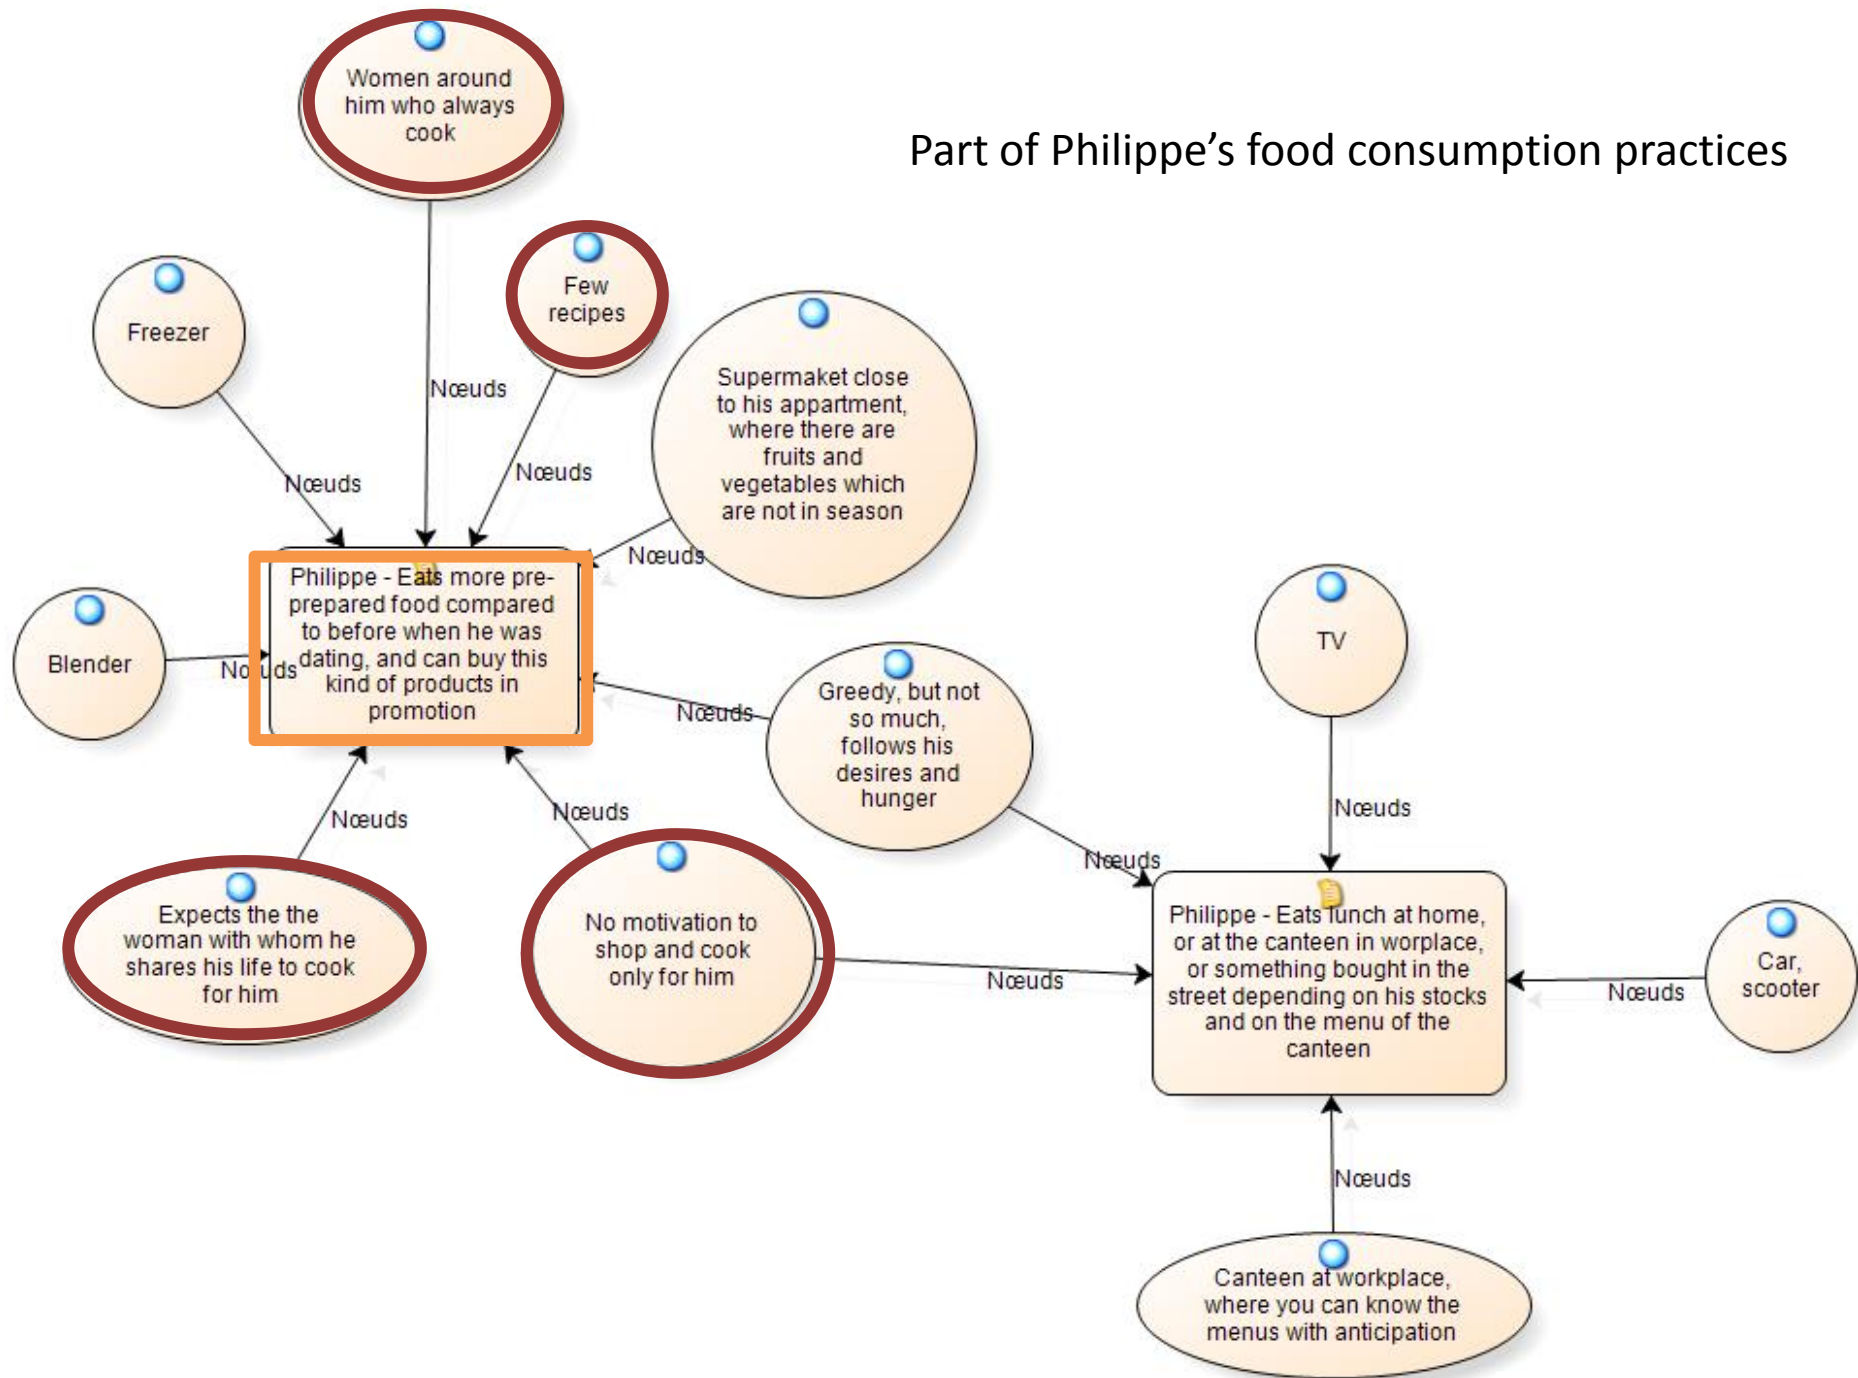 Women around
him who always
cook
Part of Philippe's food consumption practices
Few
recipes
Freezer
Nœuds
Supermaket close
to his appartment,
where there are
fruits and
vegetables which
are not in season
Nœuds
Nœuds
Nœuds
Philippe - Eats more pre-
prepared food compared
to before when he was
dating, and can buy this
kind of products in
promotion
Blender
Nœuds
TV
Greedy, but not
so much,
follows his
desires and
hunger
Nœuds
Nœuds
Nœuds
Nœuds
Nœuds
Expects the the
woman with whom he
shares his life to cook
for him
No motivation to
shop and cook
only for him
Nœuds
Philippe - Eats lunch at home,
or at the canteen in worplace,
or something bought in the
street depending on his stocks
and on the menu of the
canteen
Nœuds
Car,
scooter
Nœuds
Canteen at workplace,
where you can know the
menus with anticipation